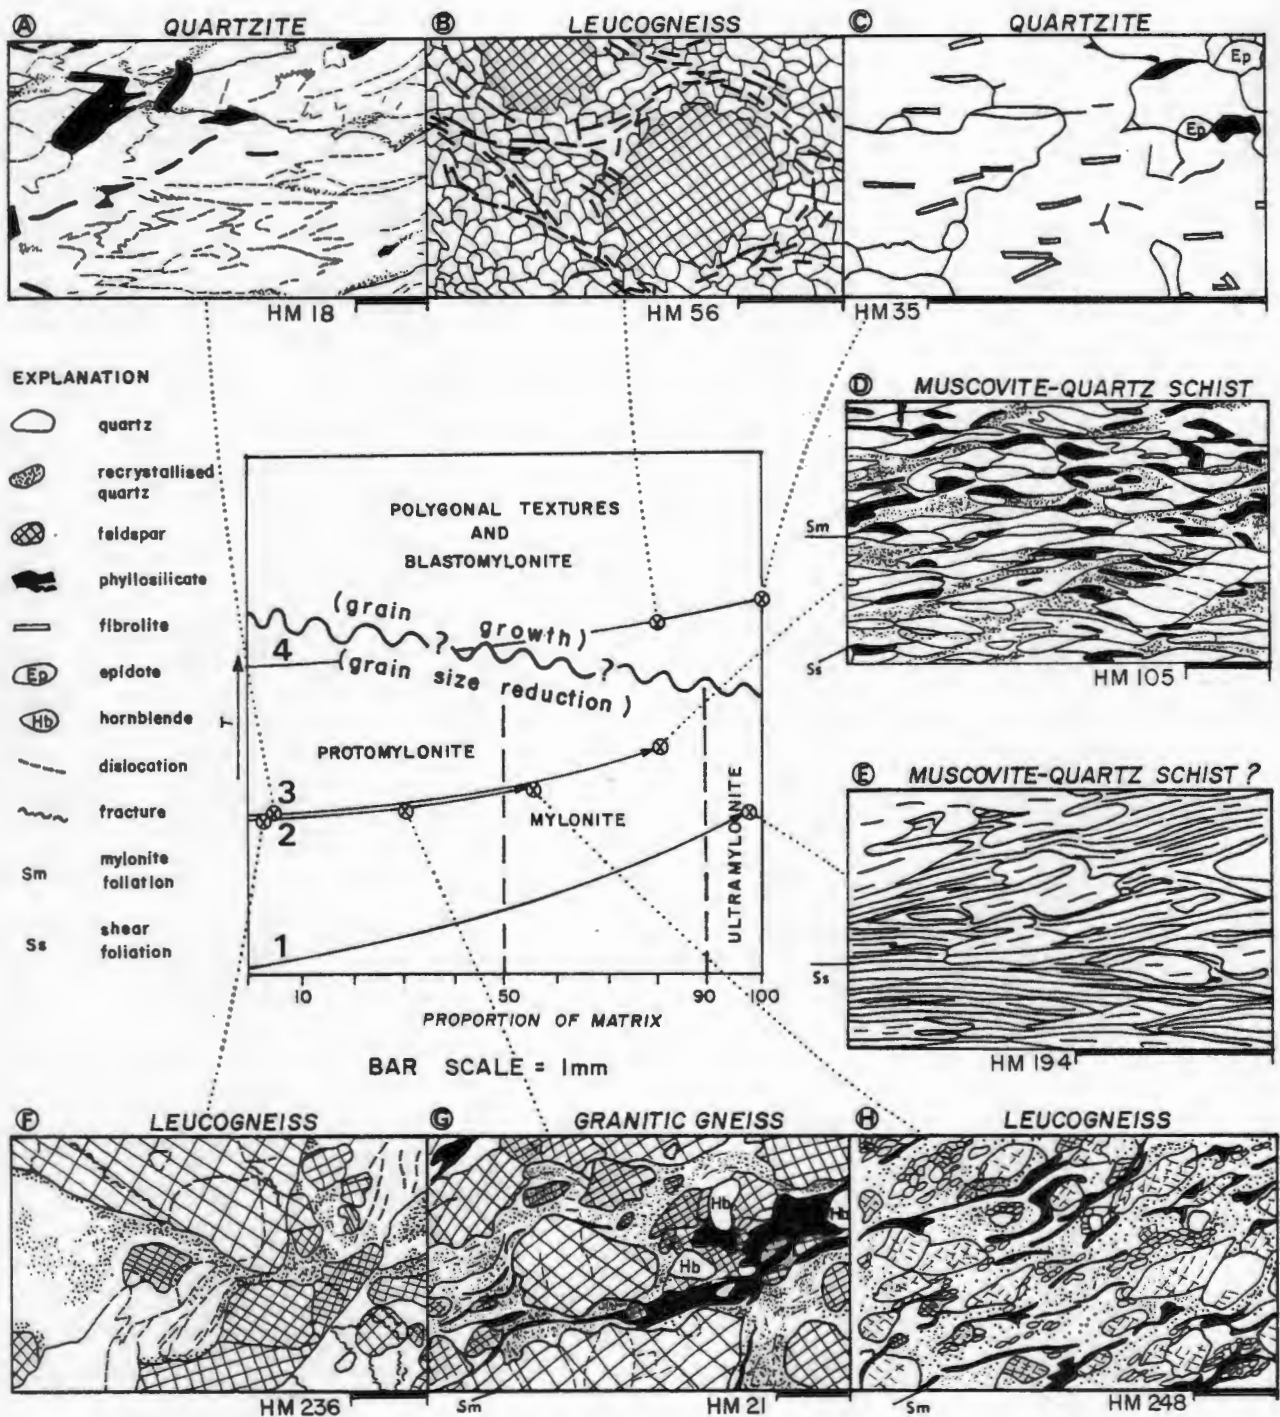 Ⓐ QUARTZITE
Ⓑ LEUCOGNEISS
Ⓒ QUARTZITE
Ep
Ep
HM 18
HM 56
HM 35
EXPLANATION
quartz
recrystallised
quartz
feldspar
phyllosilicate
fibrolite
Ep epidote
Hb hornblende
dislocation
fracture
Sm mylonite
foliation
Ss shear
foliation
Ⓓ MUSCOVITE-QUARTZ SCHIST
Sm
Ss
HM 105
POLYGONAL TEXTURES
AND
BLASTOMYLONITE
(grain ? growth)
4 (grain size reduction) ?
T
PROTOMYLONITE
3
2
MYLONITE
ULTRAMYLONITE
1
10 50 90 100
PROPORTION OF MATRIX
BAR SCALE = 1mm
Ⓔ MUSCOVITE-QUARTZ SCHIST ?
Ss
HM 194
Ⓕ LEUCOGNEISS
Ⓖ GRANITIC GNEISS
Ⓗ LEUCOGNEISS
Hb
Hb
Hb
HM 236
Sm
HM 21
Sm
HM 248